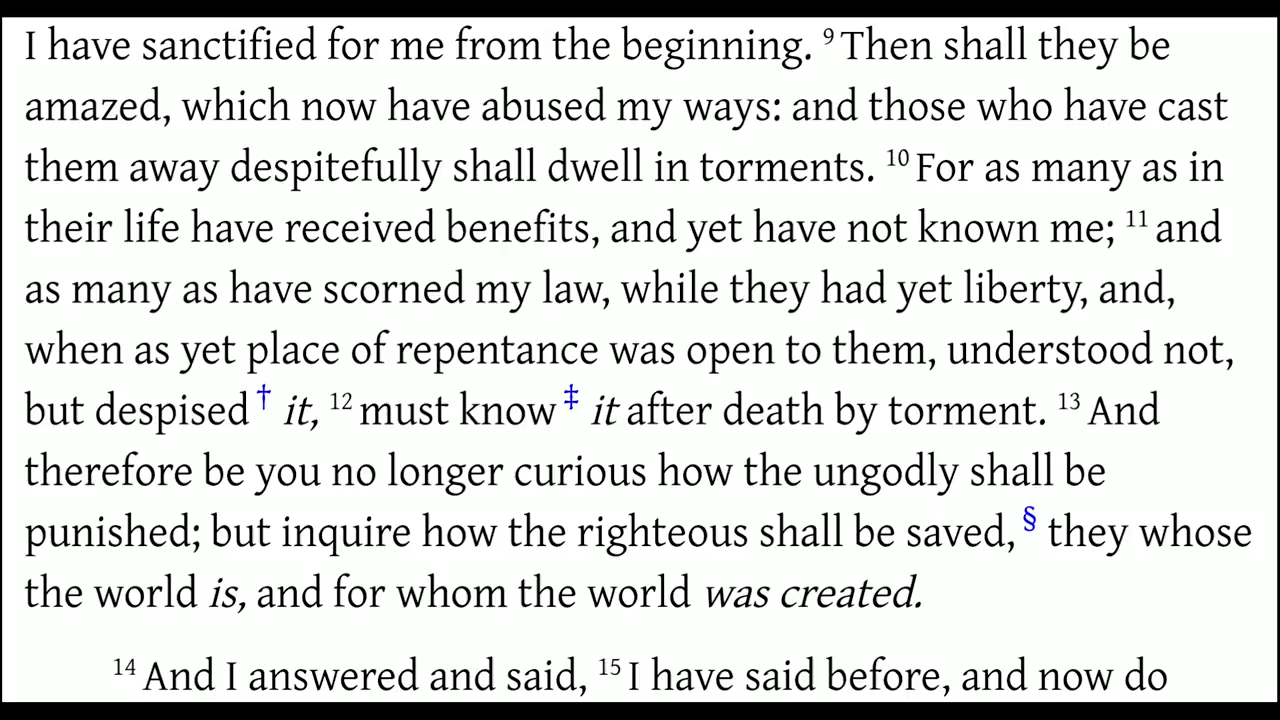 I have sanctified for me from the beginning. ⁹ Then shall they be
amazed, which now have abused my ways: and those who have cast
them away despitefully shall dwell in torments. ¹⁰ For as many as in
their life have received benefits, and yet have not known me; ¹¹ and
as many as have scorned my law, while they had yet liberty, and,
when as yet place of repentance was open to them, understood not,
but despised † it, ¹² must know ‡ it after death by torment. ¹³ And
therefore be you no longer curious how the ungodly shall be
punished; but inquire how the righteous shall be saved, § they whose
the world is, and for whom the world was created.
¹⁴ And I answered and said, ¹⁵ I have said before, and now do